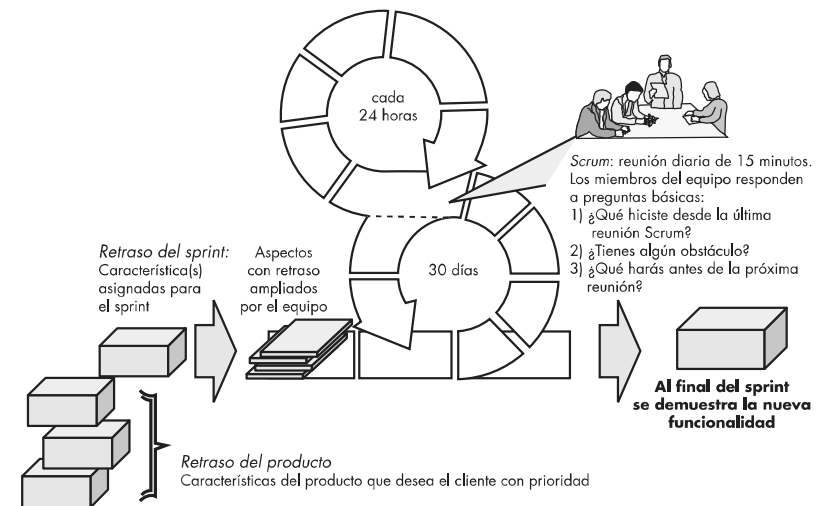 cada
24 horas
Scrum: reunión diaria de 15 minutos.
Los miembros del equipo responden
a preguntas básicas:
1) ¿Qué hiciste desde la última
reunión Scrum?
2) ¿Tienes algún obstáculo?
3) ¿Qué harás antes de la próxima
reunión?
30 días
Retraso del sprint:
Característica(s)
asignadas para
el sprint
Aspectos
con retraso
ampliados
por el equipo
Al final del sprint
se demuestra la nueva
funcionalidad
Retraso del producto
Características del producto que desea el cliente con prioridad